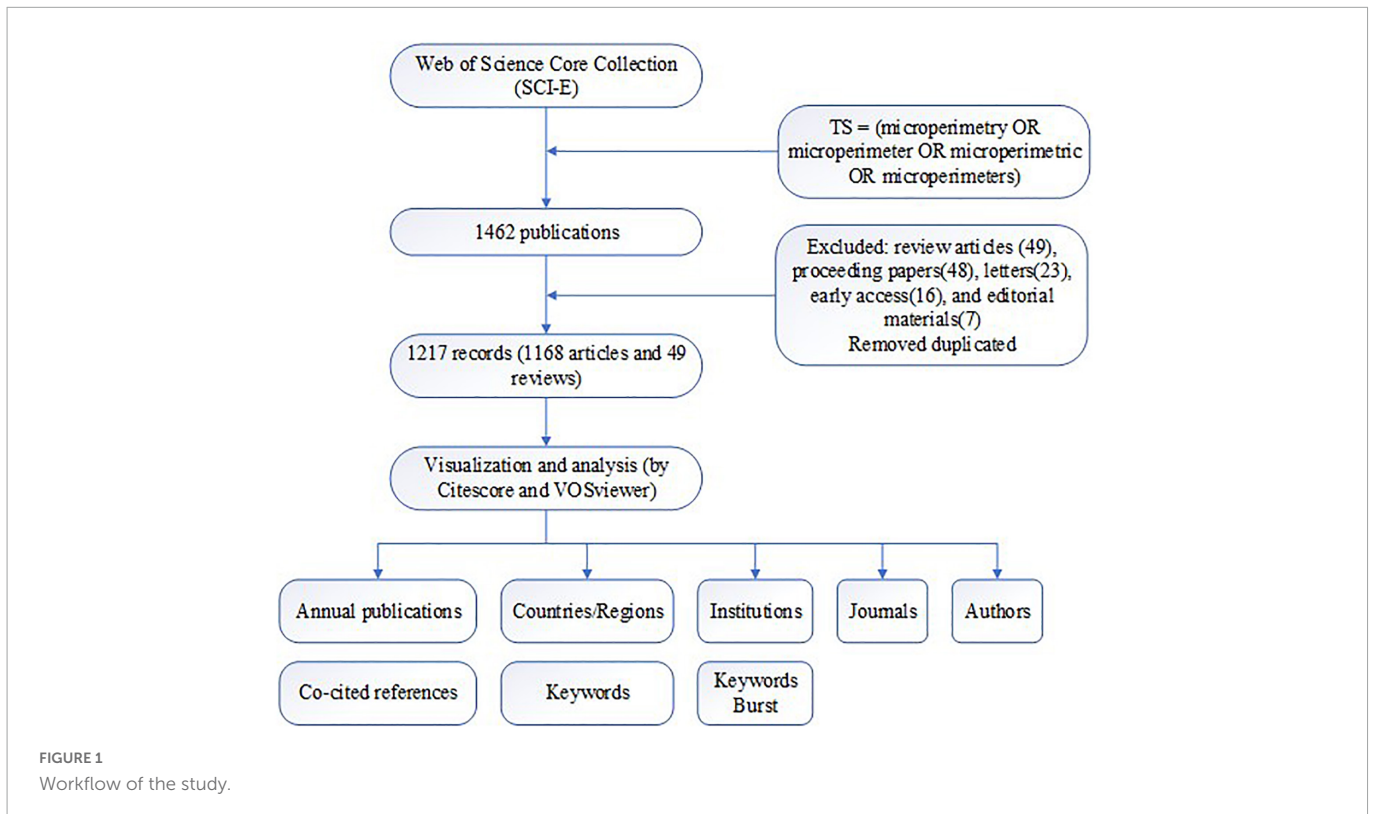 Web of Science Core Collection
(SCI-E)
TS = (microperimetry OR
microperimeter OR microperimetric
OR microperimeters)
1462 publications
Excluded: review articles (49),
proceeding papers(48), letters(23),
early access(16), and editorial
materials(7)
Removed duplicated
1217 records (1168 articles and 49
reviews)
Visualization and analysis (by
Citescore and VOSviewer)
Annual publications
Countries/Regions
Institutions
Journals
Authors
Co-cited references
Keywords
Keywords
Burst
FIGURE 1
Workflow of the study.